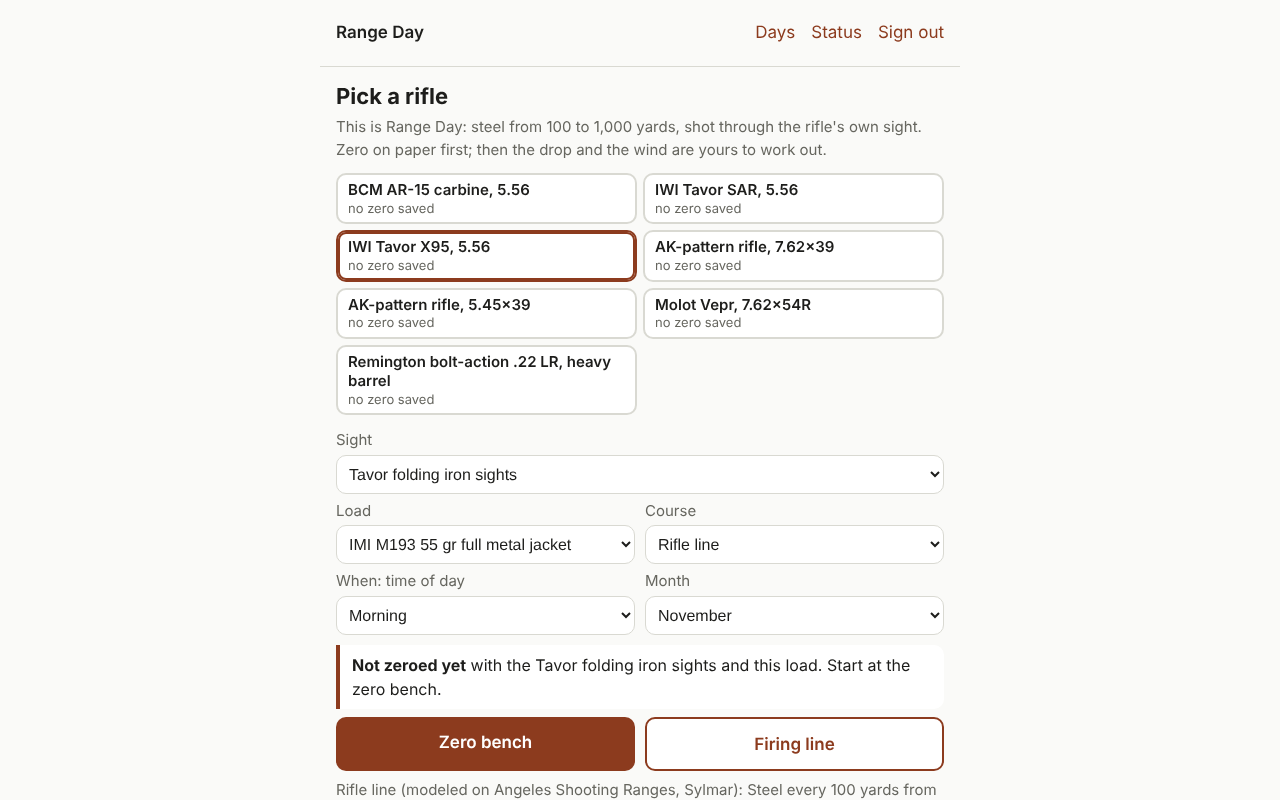 Range Day
Days Status Sign out
Pick a rifle
This is Range Day: steel from 100 to 1,000 yards, shot through the rifle's own sight.
Zero on paper first; then the drop and the wind are yours to work out.
BCM AR-15 carbine, 5.56
no zero saved
IWI Tavor SAR, 5.56
no zero saved
IWI Tavor X95, 5.56
no zero saved
AK-pattern rifle, 7.62×39
no zero saved
AK-pattern rifle, 5.45×39
no zero saved
Molot Vepr, 7.62×54R
no zero saved
Remington bolt-action .22 LR, heavy
barrel
no zero saved
Sight
Tavor folding iron sights
Load
IMI M193 55 gr full metal jacket
Course
Rifle line
When: time of day
Morning
Month
November
Not zeroed yet with the Tavor folding iron sights and this load. Start at the
zero bench.
Zero bench
Firing line
Rifle line (modeled on Angeles Shooting Ranges, Sylmar): Steel every 100 yards from